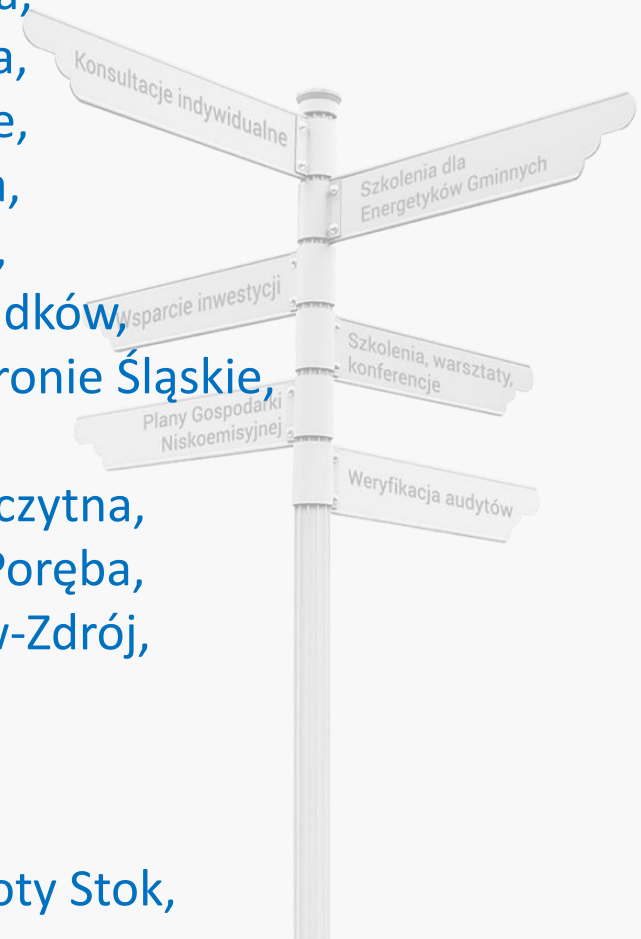 a,
a,
e,
n,
,
dków,
ronie Śląskie,
czytna,
Poręba,
w-Zdrój,
oty Stok,
Konsultacje indywidualne
Szkolenia dla
Energetyków Gminnych
Wsparcie inwestycji
Szkolenia, warsztaty,
konferencje
Plany Gospodarki
Niskoemisyjnej
Weryfikacja audytów